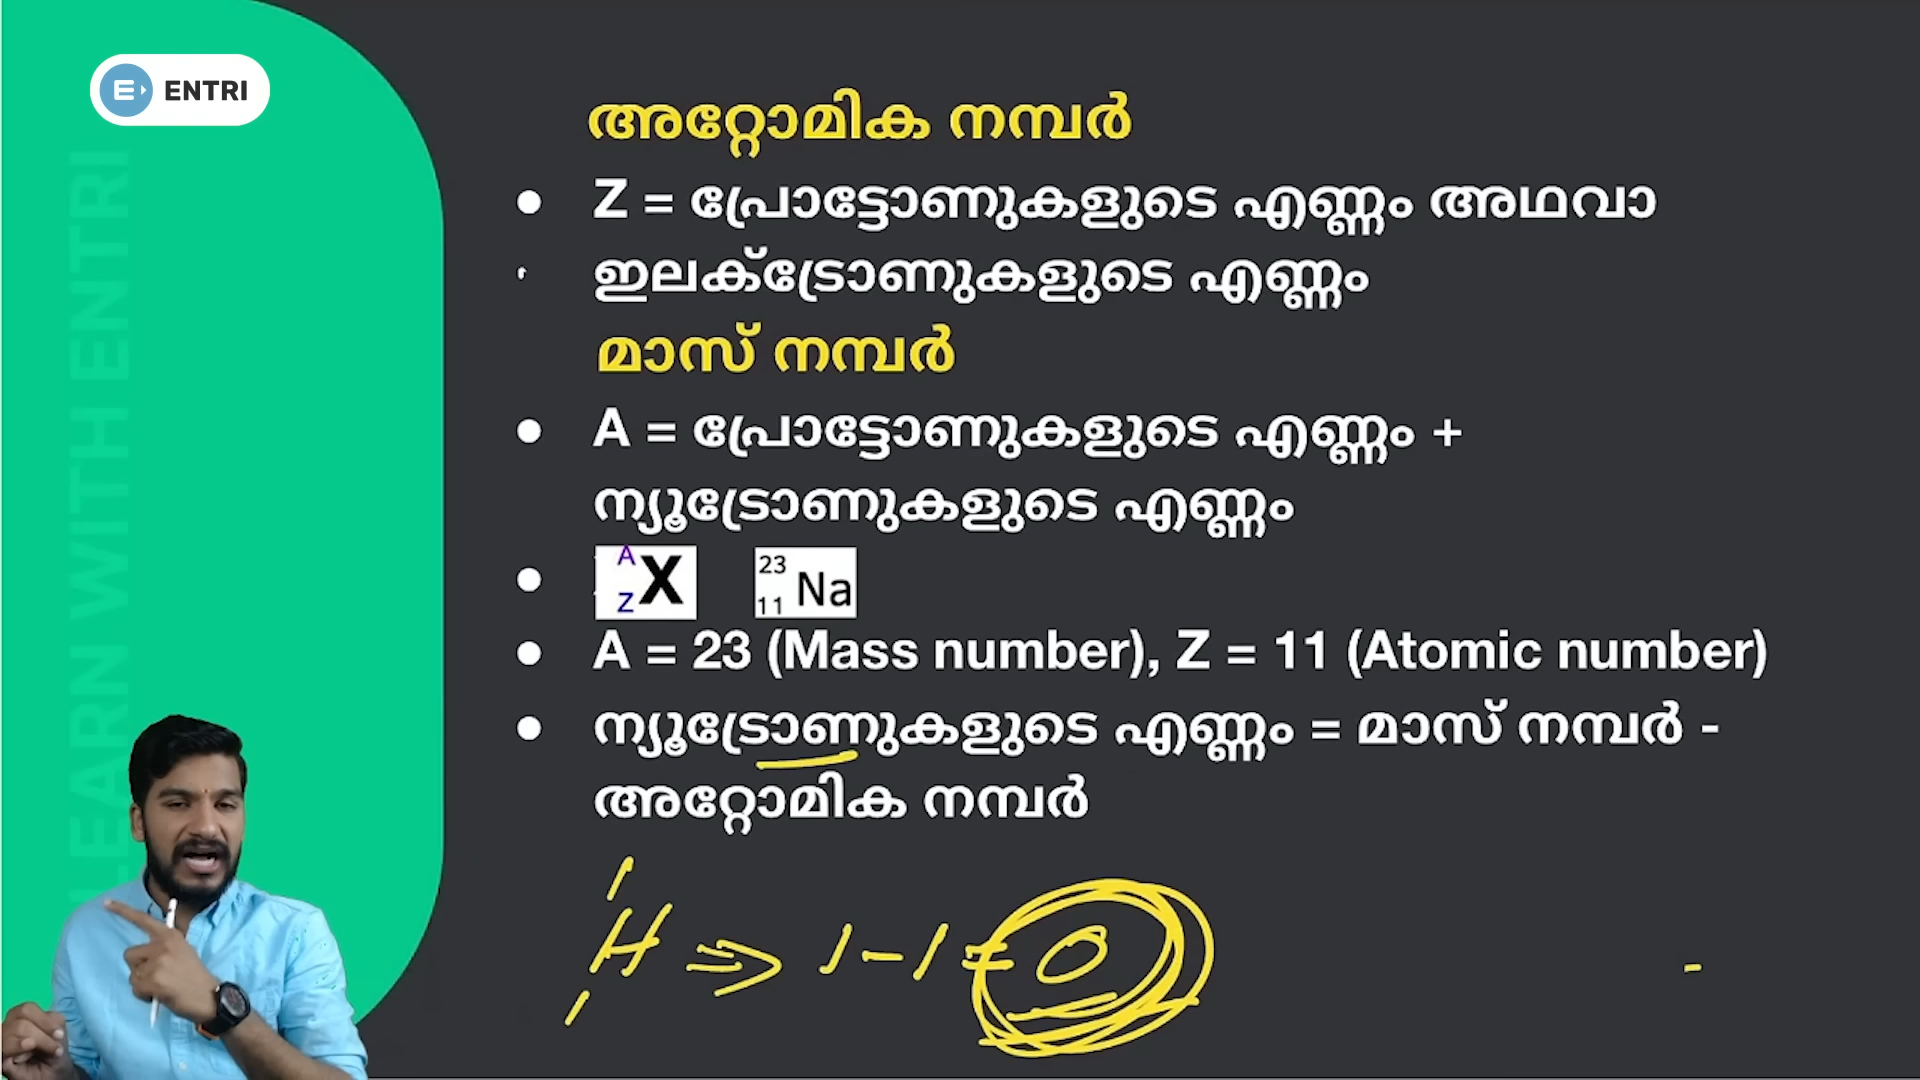 ENTRI
LEARN WITH ENTRI
അറ്റോമിക നമ്പർ
● Z = പ്രോട്ടോണുകളുടെ എണ്ണം അഥവാ
ഇലക്ട്രോണുകളുടെ എണ്ണം
മാസ് നമ്പർ
● A = പ്രോട്ടോണുകളുടെ എണ്ണം +
ന്യൂട്രോണുകളുടെ എണ്ണം
● A Z X 23 11 Na
● A = 23 (Mass number), Z = 11 (Atomic number)
● ന്യൂട്രോണുകളുടെ എണ്ണം = മാസ് നമ്പർ -
അറ്റോമിക നമ്പർ
1
H ⇒ 1 - 1 = 0
1